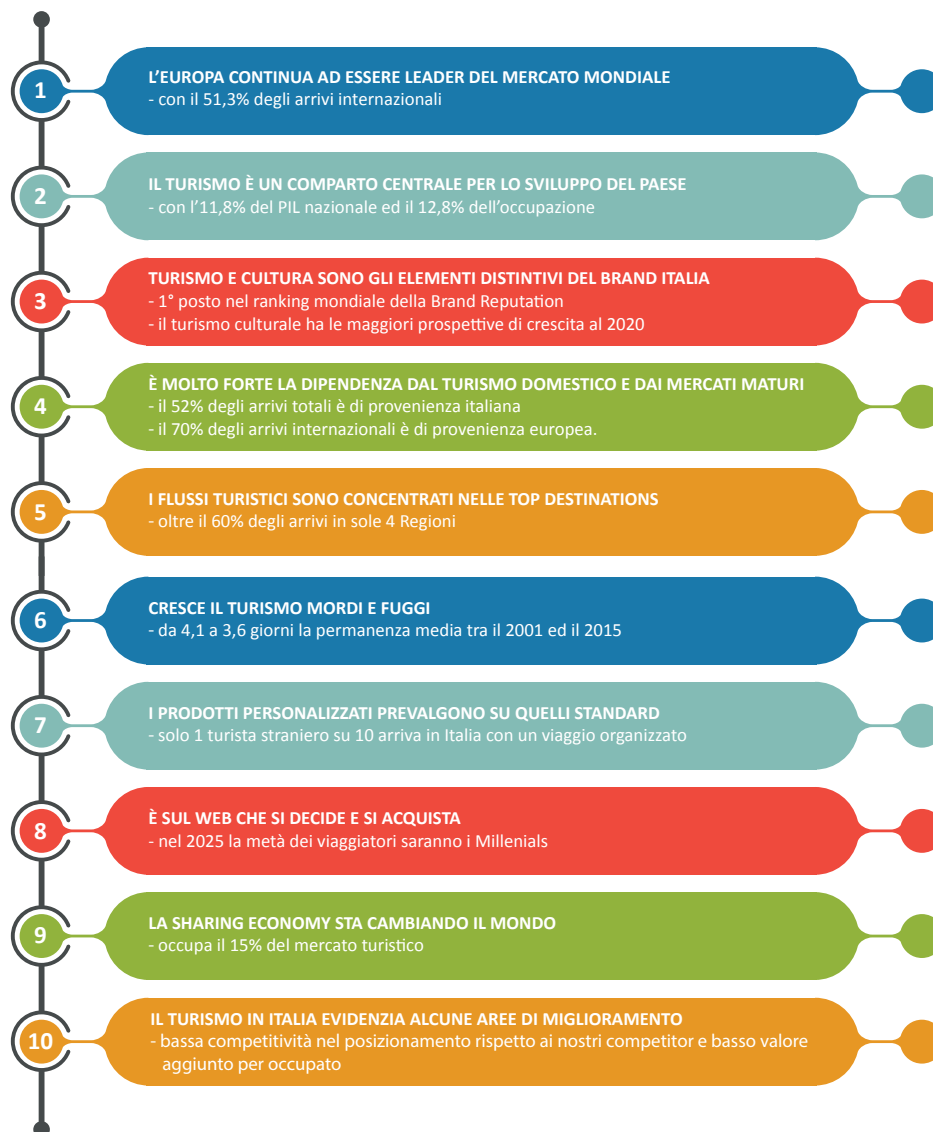 1
L'EUROPA CONTINUA AD ESSERE LEADER DEL MERCATO MONDIALE
- con il 51,3% degli arrivi internazionali
2
IL TURISMO È UN COMPARTO CENTRALE PER LO SVILUPPO DEL PAESE
- con l'11,8% del PIL nazionale ed il 12,8% dell'occupazione
3
TURISMO E CULTURA SONO GLI ELEMENTI DISTINTIVI DEL BRAND ITALIA
- 1° posto nel ranking mondiale della Brand Reputation
- il turismo culturale ha le maggiori prospettive di crescita al 2020
4
È MOLTO FORTE LA DIPENDENZA DAL TURISMO DOMESTICO E DAI MERCATI MATURI
- il 52% degli arrivi totali è di provenienza italiana
- il 70% degli arrivi internazionali è di provenienza europea.
5
I FLUSSI TURISTICI SONO CONCENTRATI NELLE TOP DESTINATIONS
- oltre il 60% degli arrivi in sole 4 Regioni
6
CRESCE IL TURISMO MORDI E FUGGI
- da 4,1 a 3,6 giorni la permanenza media tra il 2001 ed il 2015
7
I PRODOTTI PERSONALIZZATI PREVALGONO SU QUELLI STANDARD
- solo 1 turista straniero su 10 arriva in Italia con un viaggio organizzato
8
È SUL WEB CHE SI DECIDE E SI ACQUISTA
- nel 2025 la metà dei viaggiatori saranno i Millenials
9
LA SHARING ECONOMY STA CAMBIANDO IL MONDO
- occupa il 15% del mercato turistico
10
IL TURISMO IN ITALIA EVIDENZIA ALCUNE AREE DI MIGLIORAMENTO
- bassa competitività nel posizionamento rispetto ai nostri competitor e basso valore
aggiunto per occupato